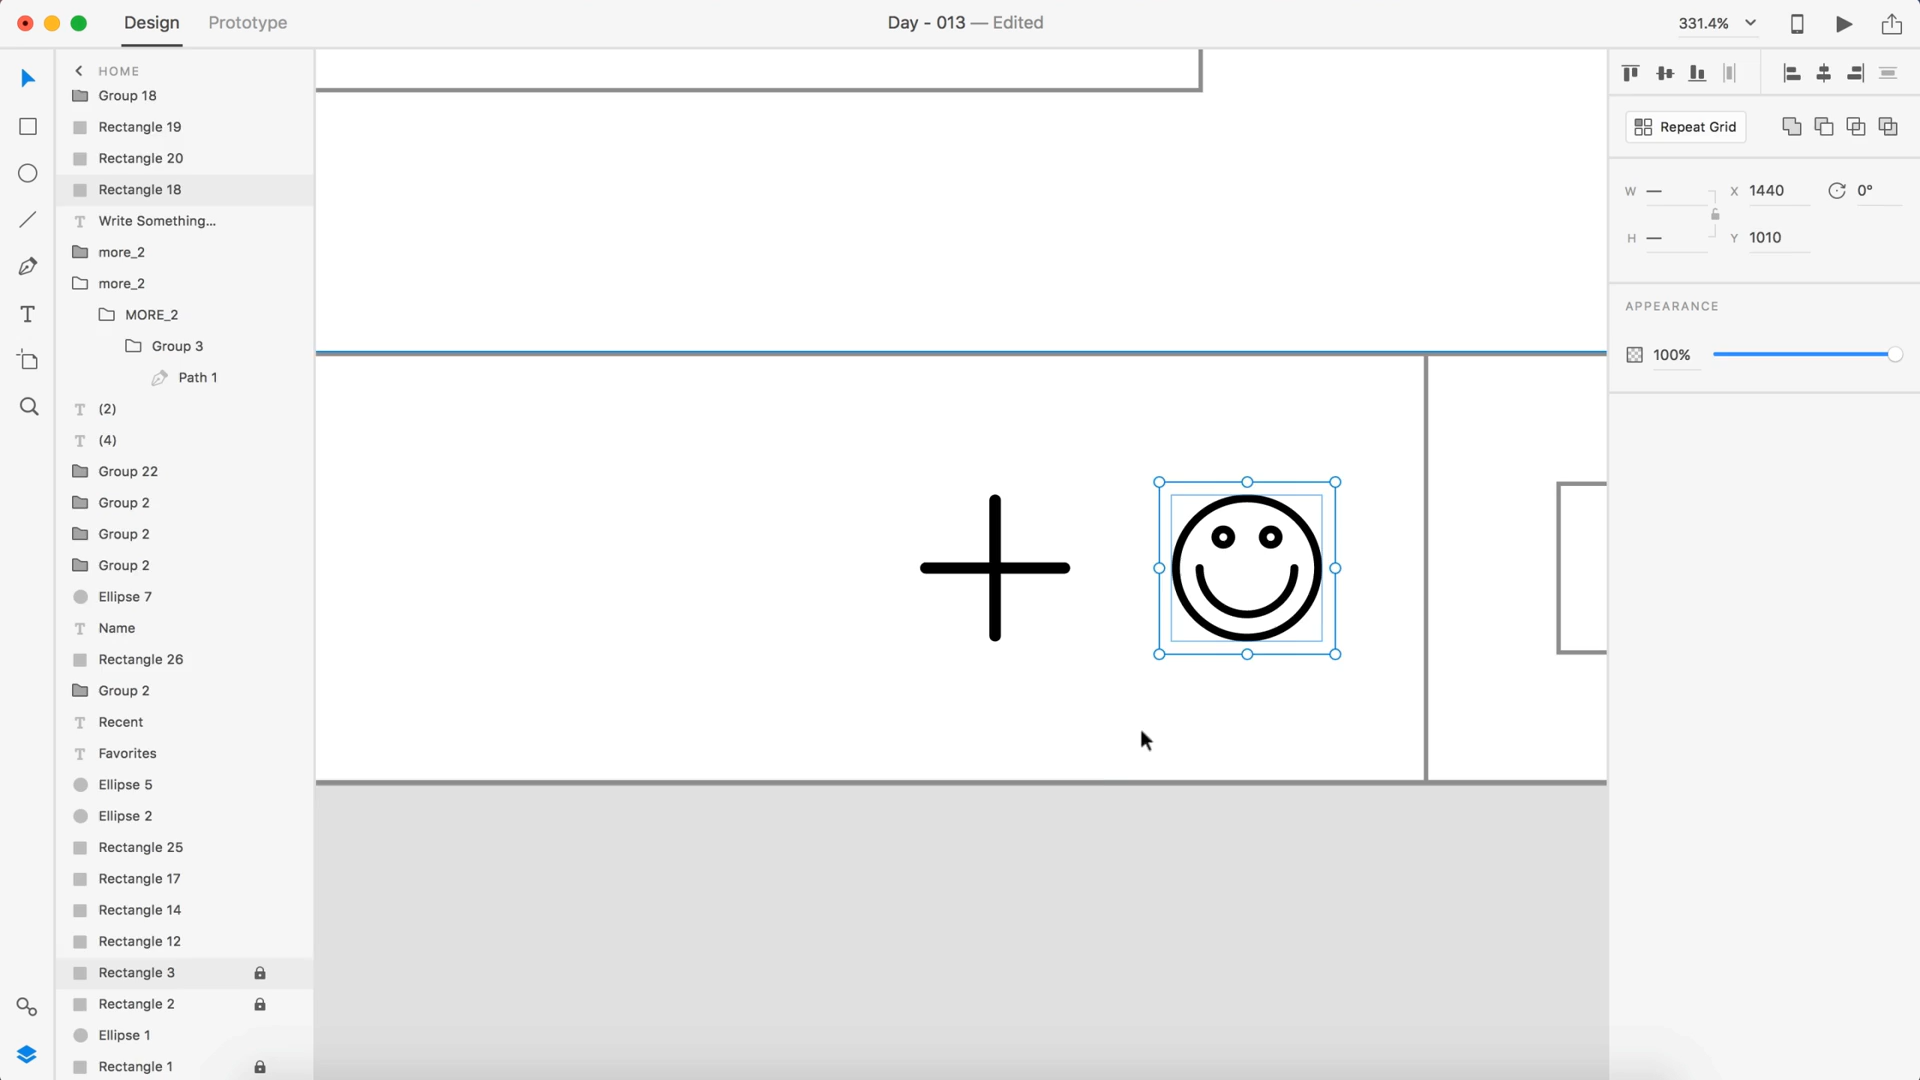 Design
Prototype
Day - 013 — Edited
331.4%
HOME
Group 18
Rectangle 19
Rectangle 20
Rectangle 18
Write Something...
more_2
more_2
MORE_2
Group 3
Path 1
(2)
(4)
Group 22
Group 2
Group 2
Group 2
Ellipse 7
Name
Rectangle 26
Group 2
Recent
Favorites
Ellipse 5
Ellipse 2
Rectangle 25
Rectangle 17
Rectangle 14
Rectangle 12
Rectangle 3
Rectangle 2
Ellipse 1
Rectangle 1
Repeat Grid
W — X 1440 0°
H — Y 1010
APPEARANCE
100%